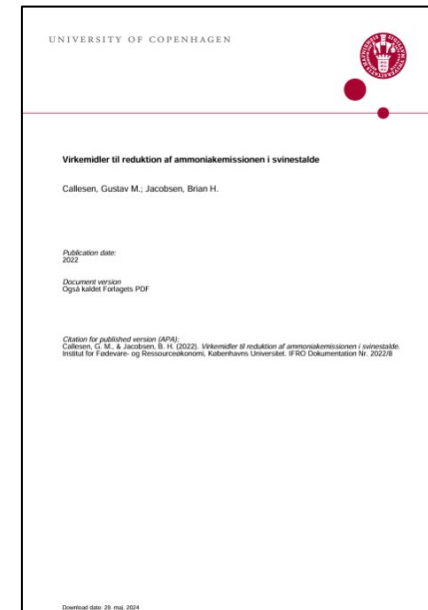 UNIVERSITY OF COPENHAGEN
Virkemidler til reduktion af ammoniakemissionen i svinestalde
Callesen, Gustav M.; Jacobsen, Brian H.
Publication date:
2022
Document version
Også kaldet Forlagets PDF
Citation for published version (APA):
Callesen, G. M., & Jacobsen, B. H. (2022). Virkemidler til reduktion af ammoniakemissionen i svinestalde.
Institut for Fødevare- og Ressourceøkonomi, Københavns Universitet. IFRO Dokumentation Nr. 2022/8
Download date: 29. maj, 2024